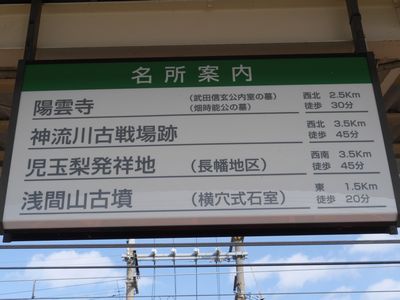 名所案内
陽雲寺 (武田信玄公内室の墓) 西北 2.5Km
(畑時能公の墓) 徒歩 30分
神流川古戦場跡 西北 3.5Km
徒歩 45分
児玉梨発祥地 (長幡地区) 西南 3.5Km
徒歩 45分
浅間山古墳 (横穴式石室) 東 1.5Km
徒歩 20分